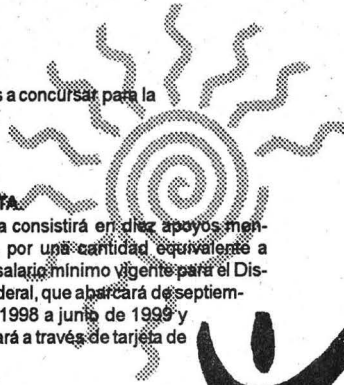 s a concursar para la
TA.
a consistirá en diez apoyos men-
por una cantidad equivalente a
salario mínimo vigente para el Dis-
deral, que abarcará de septiem-
1998 a junio de 1999 y
ará a través de tarjeta de